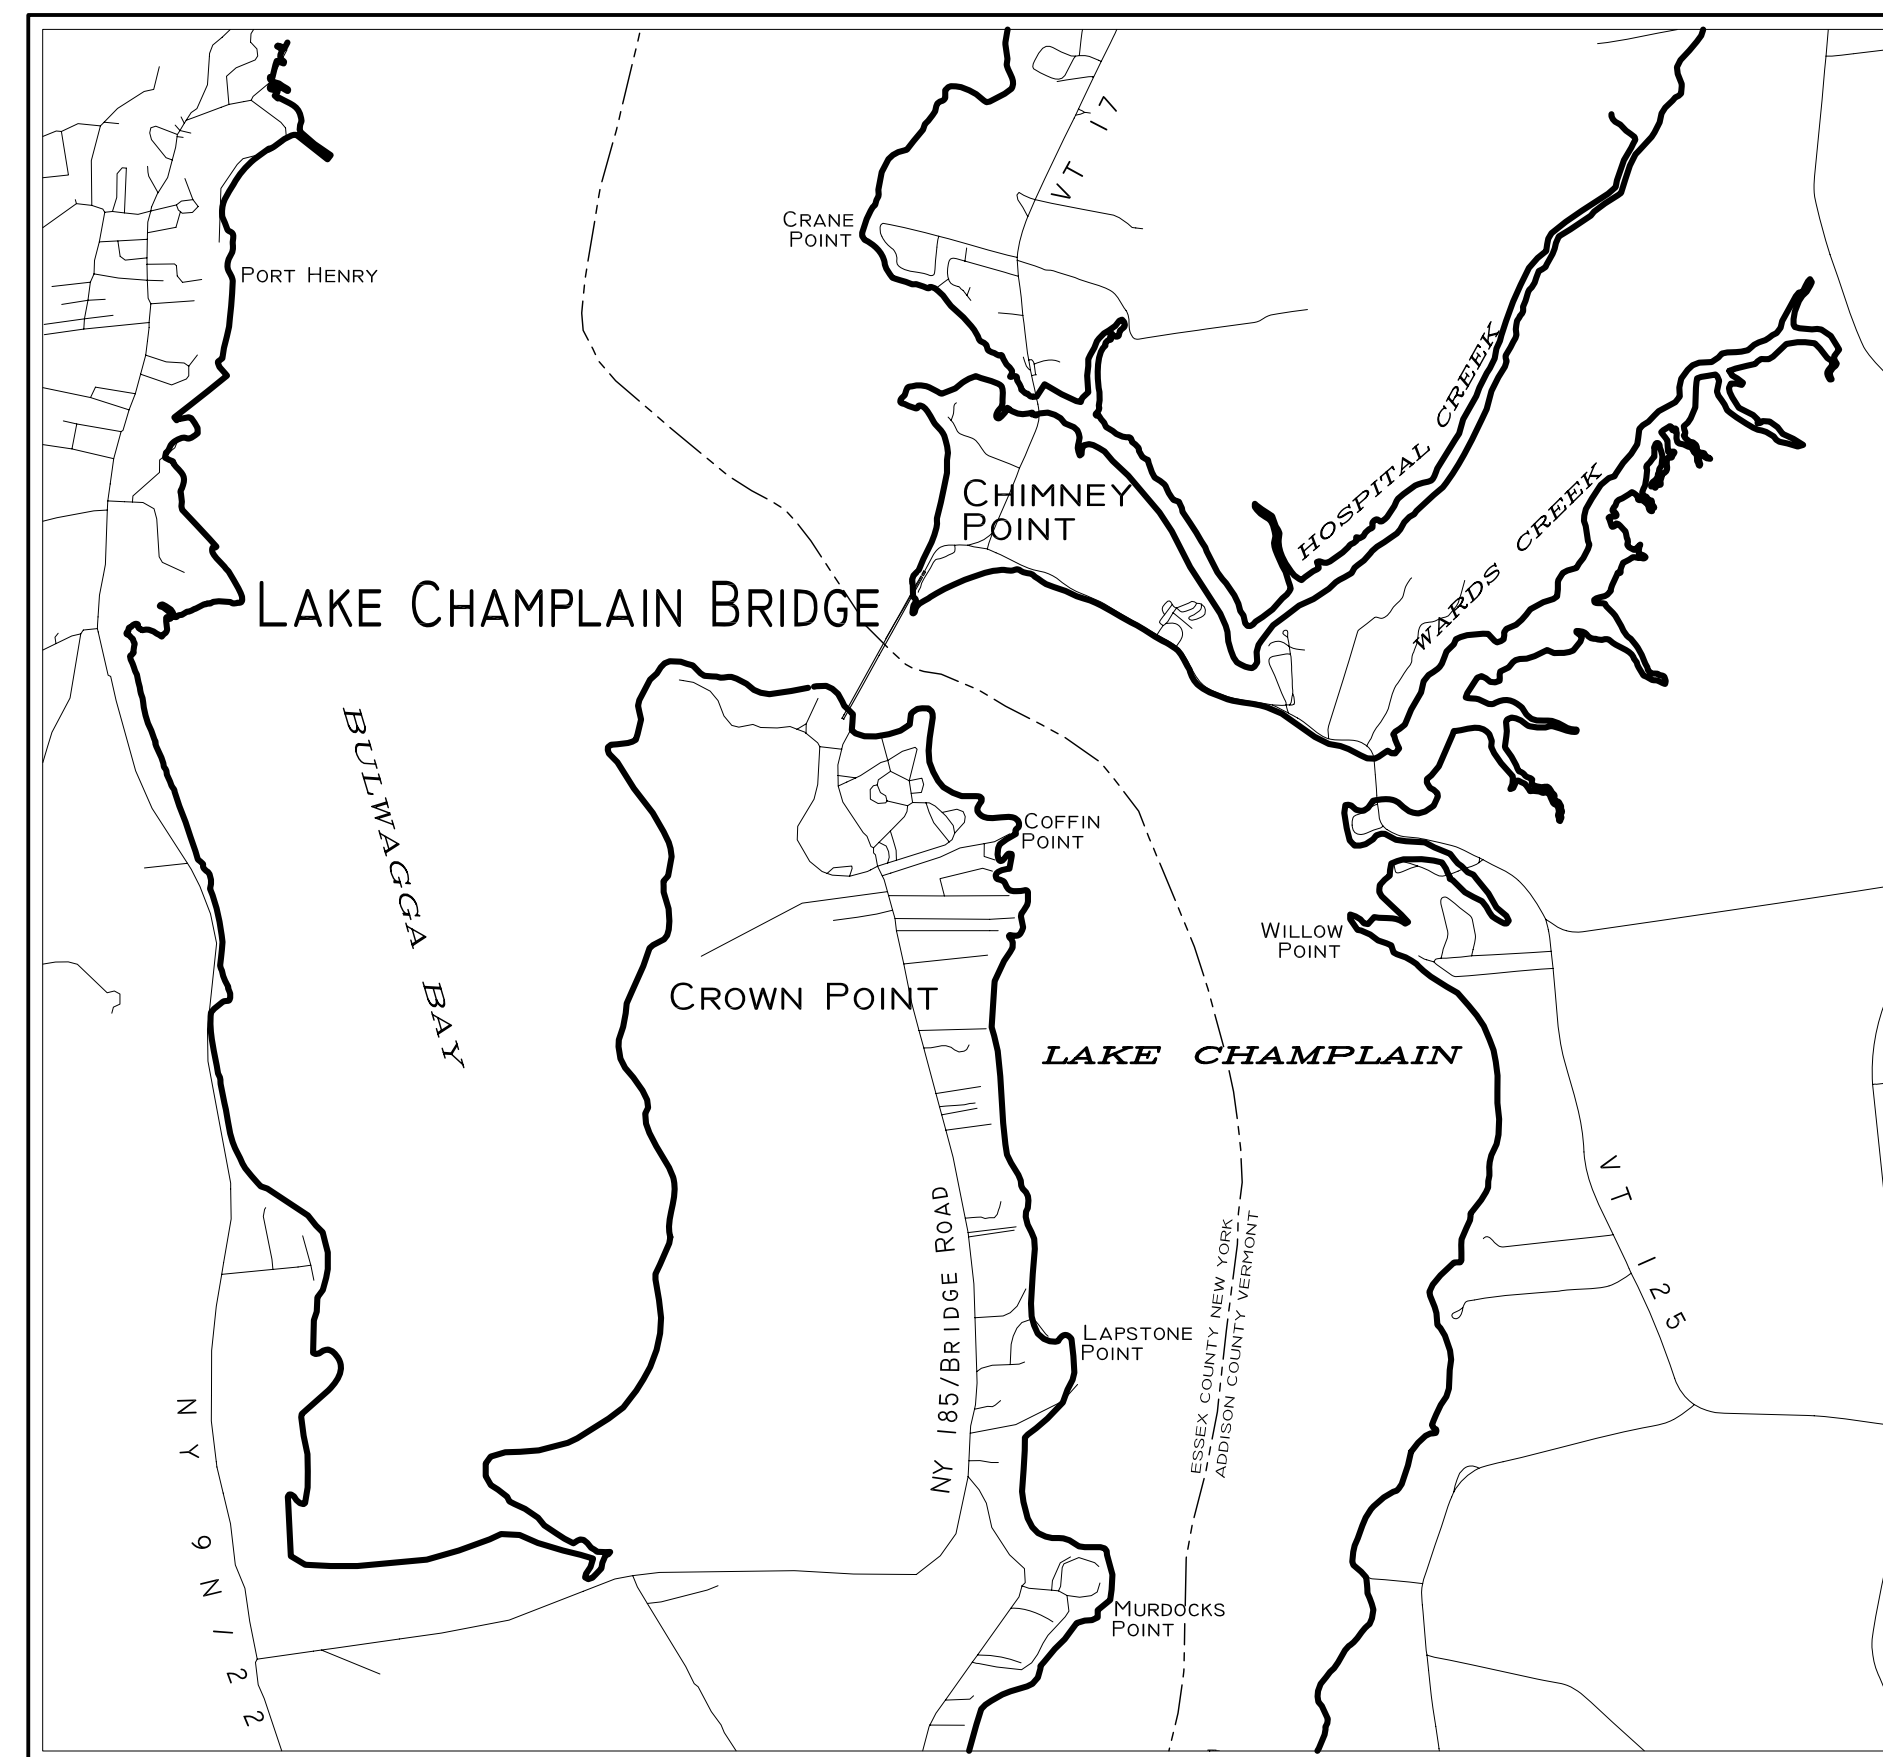 VT 17
CRANE
POINT
PORT HENRY
HOSPITAL CREEK
CHIMNEY
POINT
WARDS CREEK
LAKE CHAMPLAIN BRIDGE
BULWAGGA BAY
COFFIN
POINT
WILLOW
POINT
CROWN POINT
LAKE CHAMPLAIN
VT 125
NY 185/BRIDGE ROAD
ESSEX COUNTY NEW YORK
ADDISON COUNTY VERMONT
LAPSTONE
POINT
NY 9N122
MURDOCKS
POINT